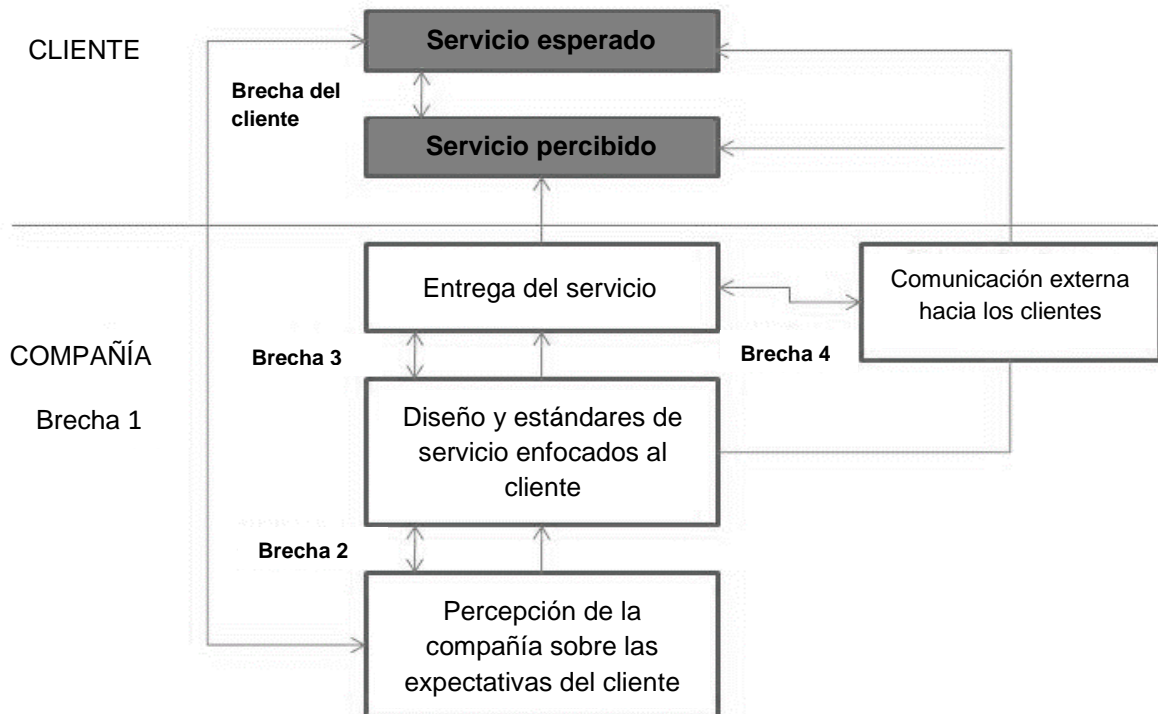 CLIENTE
Servicio esperado
Brecha del
cliente
Servicio percibido
Entrega del servicio
Comunicación externa
hacia los clientes
COMPAÑÍA
Brecha 3
Brecha 4
Brecha 1
Diseño y estándares de
servicio enfocados al
cliente
Brecha 2
Percepción de la
compañía sobre las
expectativas del cliente